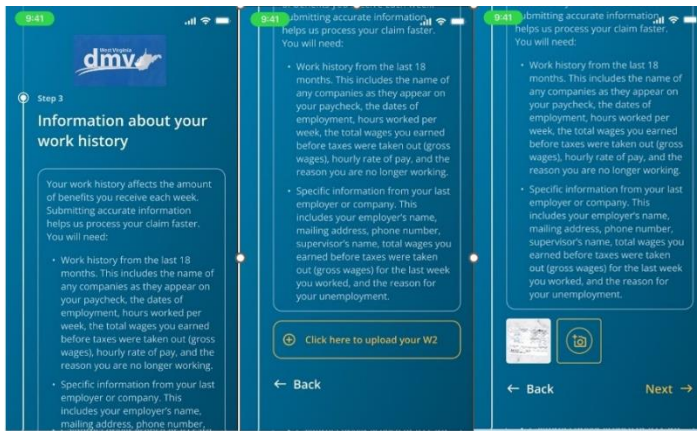 9:41
West Virginia
dmv
Step 3
Information about your
work history
Your work history affects the amount
of benefits you receive each week.
Submitting accurate information
helps us process your claim faster.
You will need:
• Work history from the last 18
months. This includes the name of
any companies as they appear on
your paycheck, the dates of
employment, hours worked per
week, the total wages you earned
before taxes were taken out (gross
wages), hourly rate of pay, and the
reason you are no longer working.
• Specific information from your last
employer or company. This
includes your employer's name,
mailing address, phone number,
9:41
Submitting accurate information
helps us process your claim faster.
You will need:
• Work history from the last 18
months. This includes the name of
any companies as they appear on
your paycheck, the dates of
employment, hours worked per
week, the total wages you earned
before taxes were taken out (gross
wages), hourly rate of pay, and the
reason you are no longer working.
• Specific information from your last
employer or company. This
includes your employer's name,
mailing address, phone number,
supervisor's name, total wages you
earned before taxes were taken
out (gross wages) for the last week
you worked, and the reason for
your unemployment.
Click here to upload your W2
← Back
9:41
Submitting accurate information
helps us process your claim faster.
You will need:
• Work history from the last 18
months. This includes the name of
any companies as they appear on
your paycheck, the dates of
employment, hours worked per
week, the total wages you earned
before taxes were taken out (gross
wages), hourly rate of pay, and the
reason you are no longer working.
• Specific information from your last
employer or company. This
includes your employer's name,
mailing address, phone number,
supervisor's name, total wages you
earned before taxes were taken
out (gross wages) for the last week
you worked, and the reason for
your unemployment.
← Back
Next →